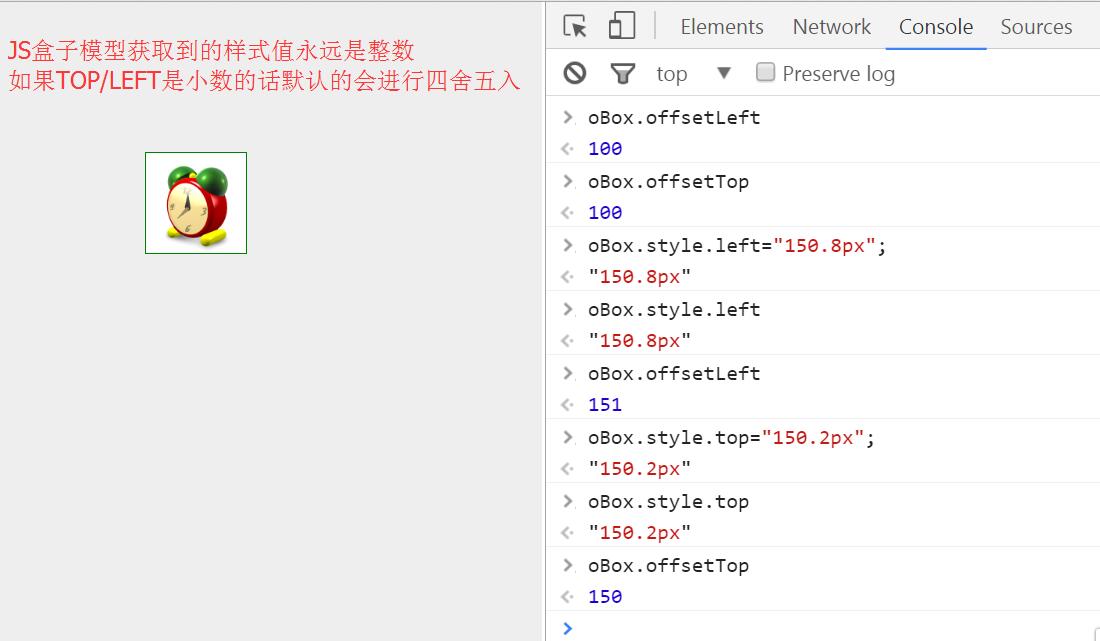 JS盒子模型获取到的样式值永远是整数
如果TOP/LEFT是小数的话默认的会进行四舍五入
Elements Network Console Sources
top ▼ Preserve log
> oBox.offsetLeft
<· 100
> oBox.offsetTop
<· 100
> oBox.style.left="150.8px";
<· "150.8px"
> oBox.style.left
<· "150.8px"
> oBox.offsetLeft
<· 151
> oBox.style.top="150.2px";
<· "150.2px"
> oBox.style.top
<· "150.2px"
> oBox.offsetTop
<· 150
>